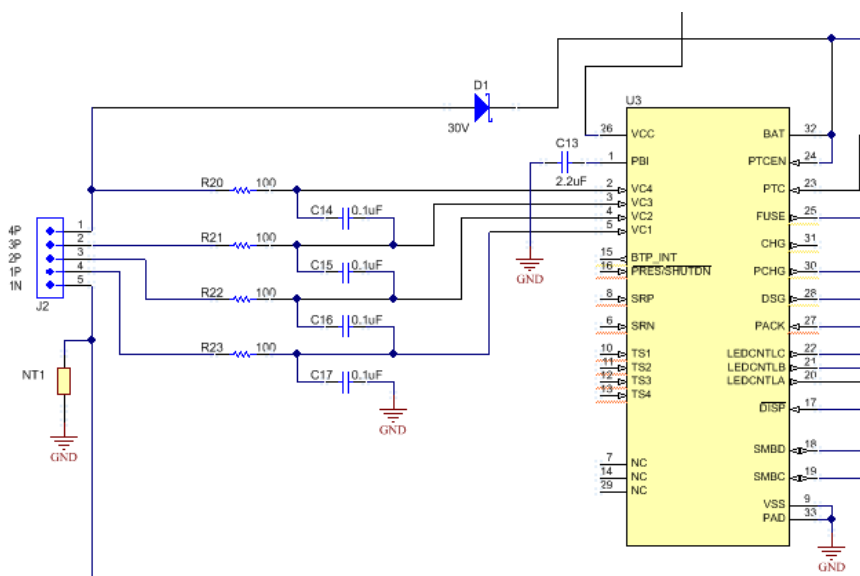 D1
30V
U3
26 VCC
BAT 32
C13
2.2uF
1 PBI
PTCEN 24
R20 100
2 VC4
PTC 23
3 VC3
C14 0.1uF
4 VC2
FUSE 25
5 VC1
4P 1
3P 2
2P 3
1P 4
1N 5
J2
R21 100
CHG 31
15 BTP_INT
C15 0.1uF
16 PRES/SHUTDN
PCHG 30
GND
R22 100
8 SRP
DSG 28
C16 0.1uF
6 SRN
PACK 27
R23 100
10 TS1
LEDCNTLC 22
11 TS2
LEDCNTLB 21
12 TS3
LEDCNTLA 20
13 TS4
NT1
C17 0.1uF
DISP 17
GND
GND
SMBD 18
7 NC
14 NC
SMBC 19
29 NC
VSS 9
PAD 33
GND